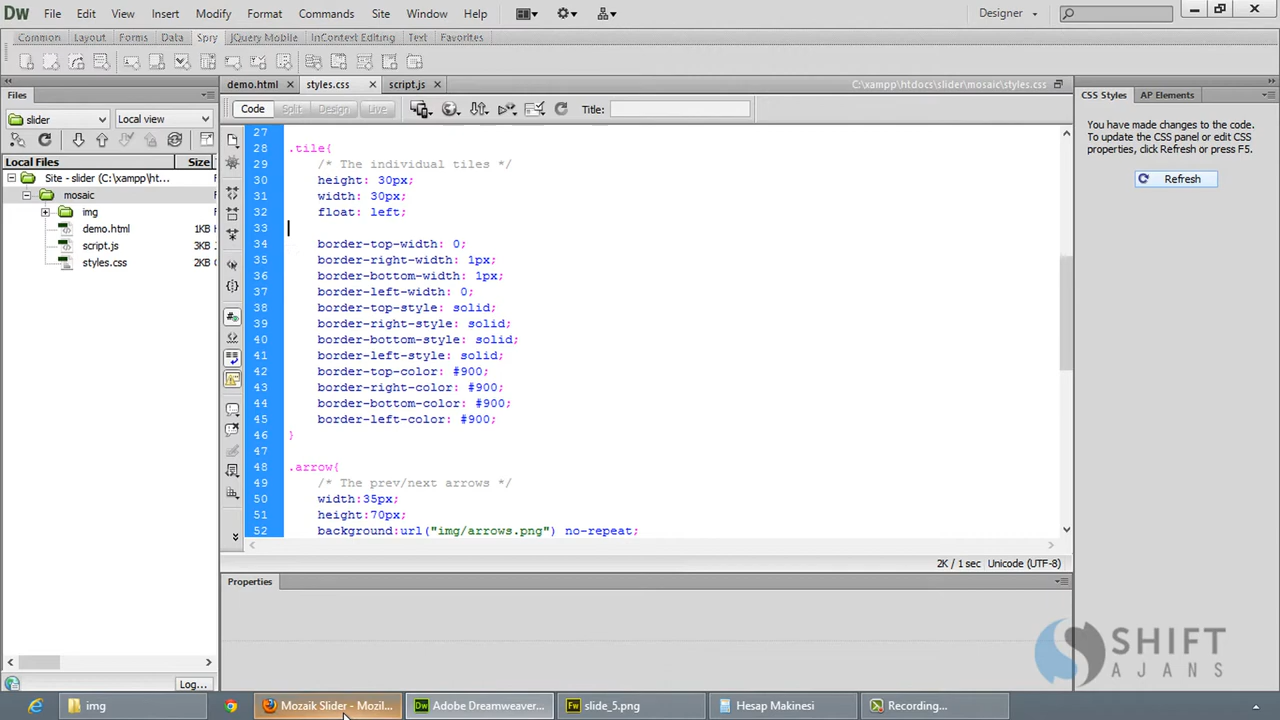 Dw File Edit View Insert Modify Format Commands Site Window Help Designer
Common Layout Forms Data Spry jQuery Mobile InContext Editing Text Favorites
Files
slider Local view
Local Files Size
Site - slider (C:\xampp\ht...
mosaic
img
demo.html 1KB
script.js 3KB
styles.css 2KB
Log...
demo.html styles.css script.js C:\xampp\htdocs\slider\mosaic\styles.css
Code Split Design Live Title:
27
28 .tile{
29 /* The individual tiles */
30 height: 30px;
31 width: 30px;
32 float: left;
33
34 border-top-width: 0;
35 border-right-width: 1px;
36 border-bottom-width: 1px;
37 border-left-width: 0;
38 border-top-style: solid;
39 border-right-style: solid;
40 border-bottom-style: solid;
41 border-left-style: solid;
42 border-top-color: #900;
43 border-right-color: #900;
44 border-bottom-color: #900;
45 border-left-color: #900;
46 }
47
48 .arrow{
49 /* The prev/next arrows */
50 width:35px;
51 height:70px;
52 background:url("img/arrows.png") no-repeat;
2K / 1 sec Unicode (UTF-8)
Properties
CSS Styles AP Elements
You have made changes to the code.
To update the CSS panel or edit CSS
properties, click Refresh or press F5.
Refresh
SHIFT
AJANS
img Mozaik Slider - Mozil... Dw Adobe Dreamweaver... Fw slide_5.png Hesap Makinesi Recording...